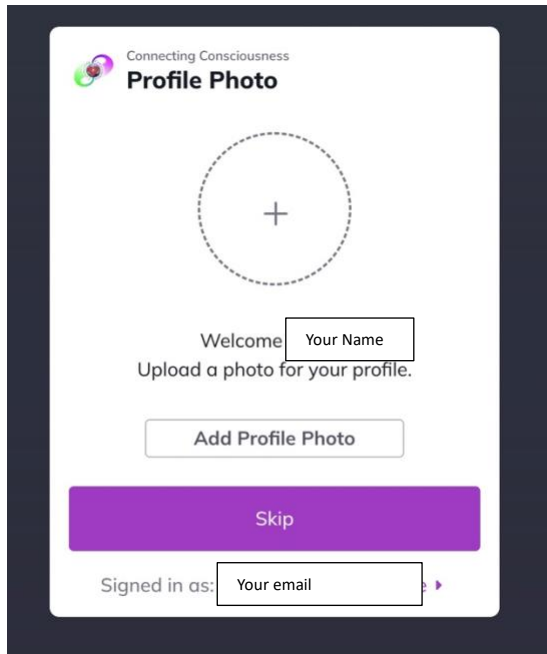 Connecting Consciousness
Profile Photo
+
Welcome Your Name
Upload a photo for your profile.
Add Profile Photo
Skip
Signed in as: Your email